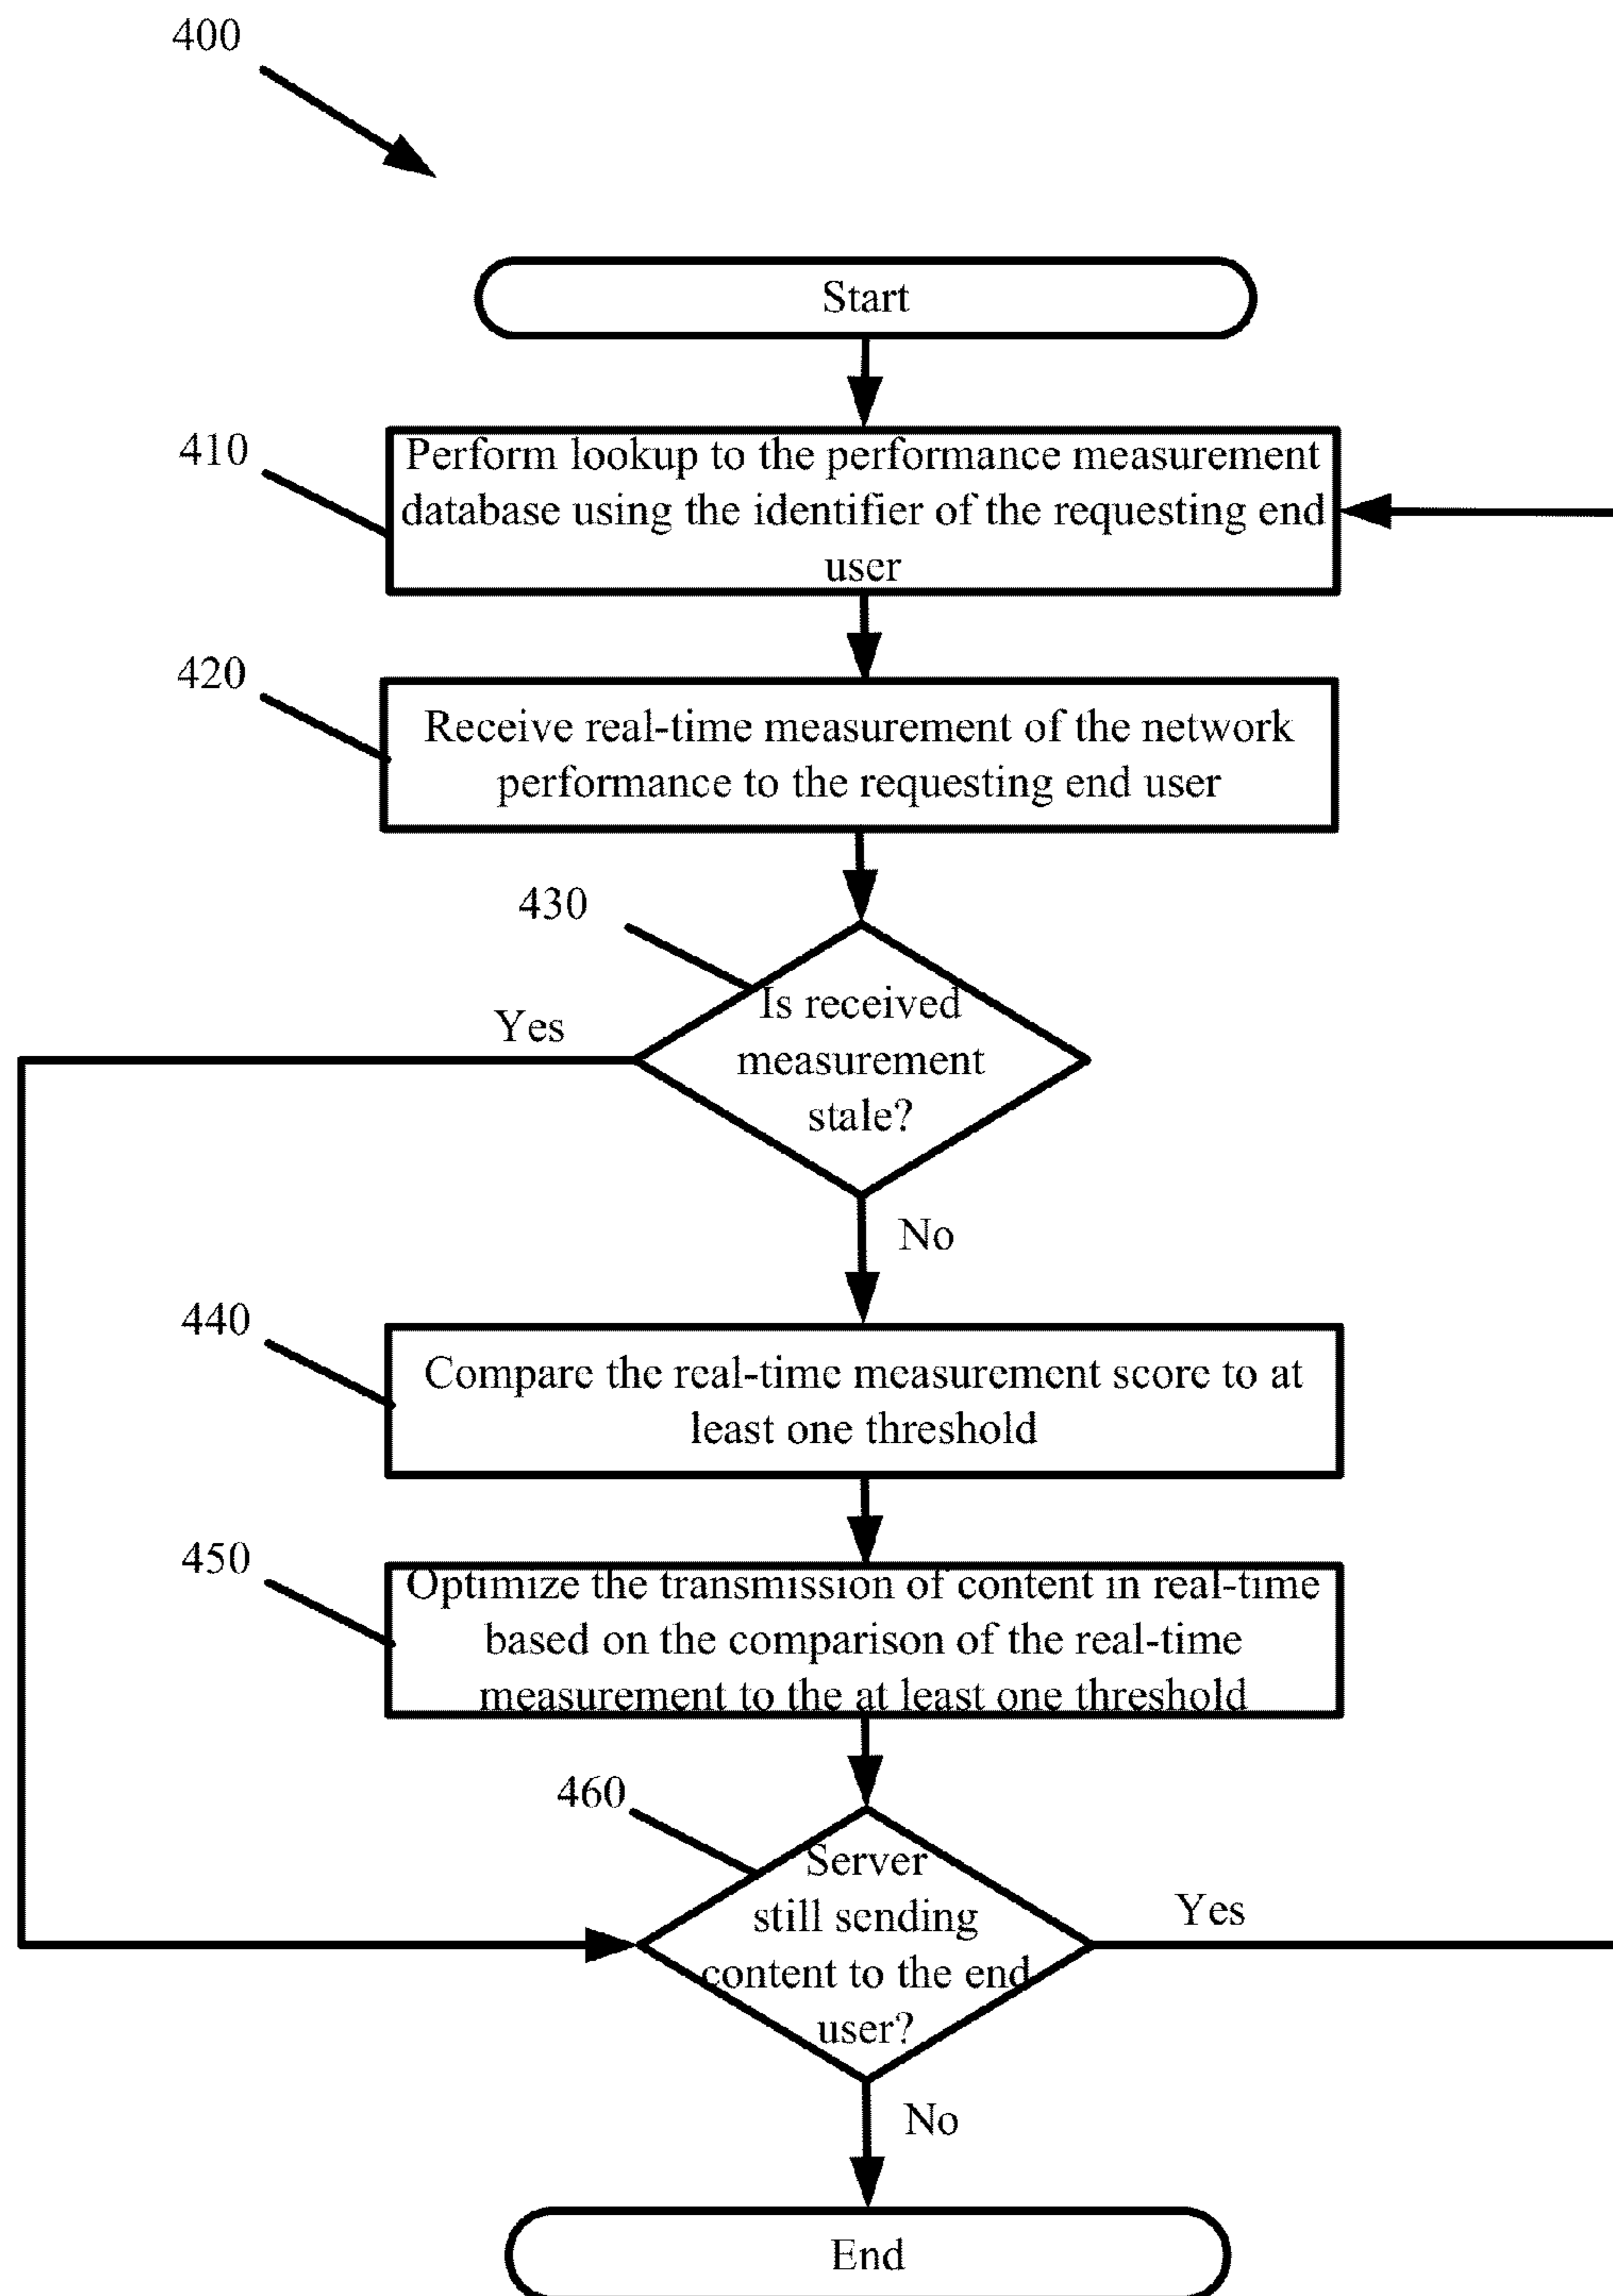 400
Start
410
Perform lookup to the performance measurement
database using the identifier of the requesting end
user
420
Receive real-time measurement of the network
performance to the requesting end user
430
Is received
measurement
stale?
Yes
No
440
Compare the real-time measurement score to at
least one threshold
450
Optimize the transmission of content in real-time
based on the comparison of the real-time
measurement to the at least one threshold
460
Server
still sending
content to the end
user?
Yes
No
End